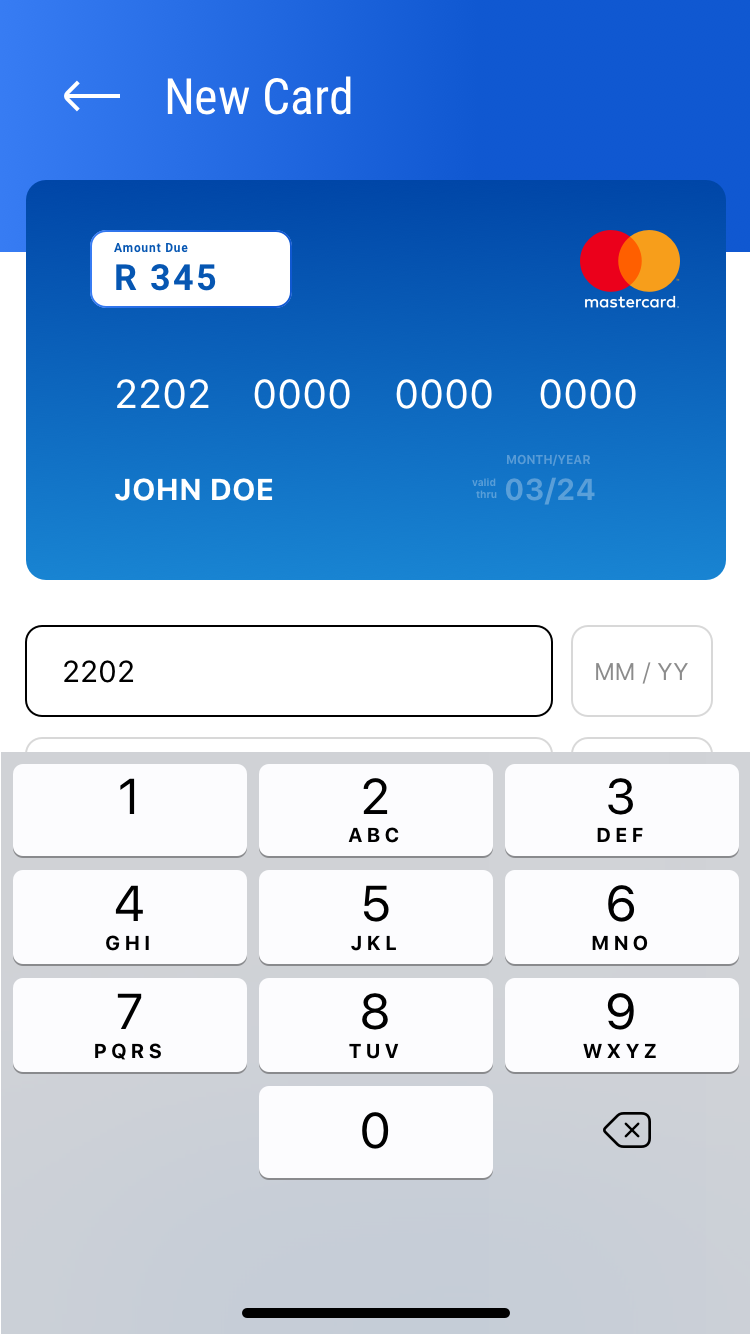 New Card
Amount Due
R 345
mastercard.
2202 0000 0000 0000
MONTH/YEAR
JOHN DOE
valid
thru
03/24
2202
MM / YY
1
2
ABC
3
DEF
4
GHI
5
JKL
6
MNO
7
PQRS
8
TUV
9
WXYZ
0